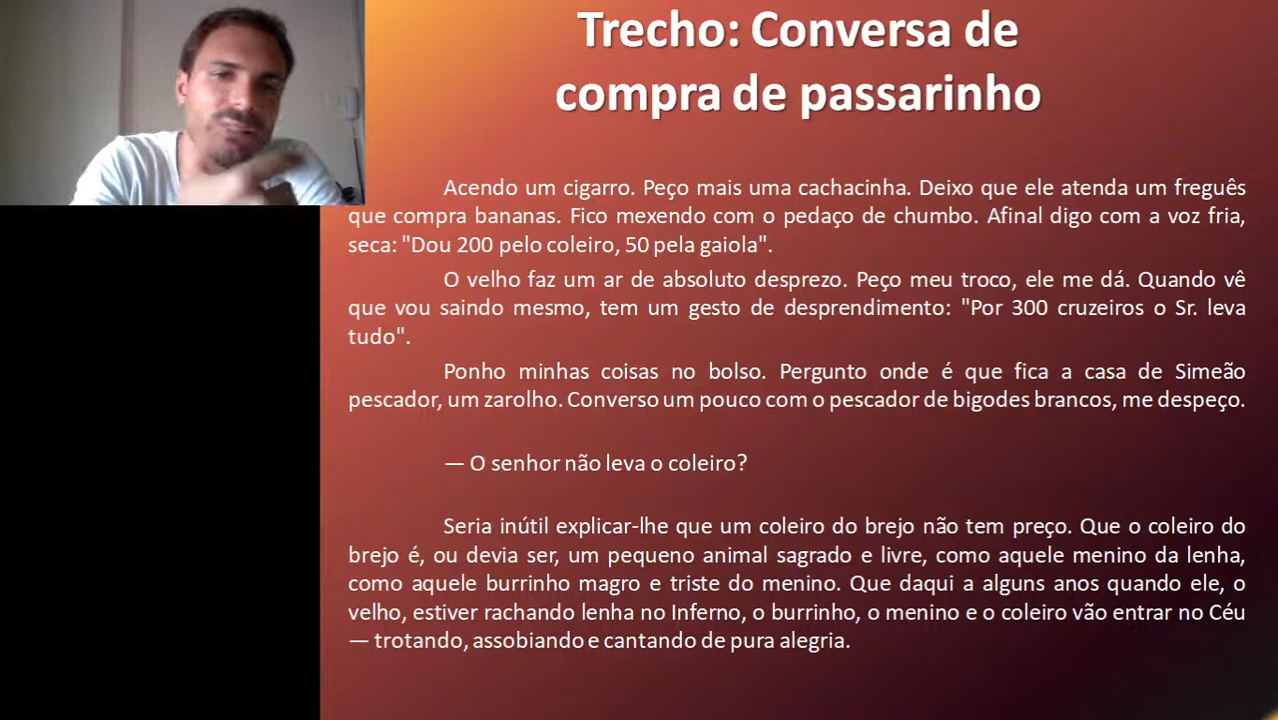 Trecho: Conversa de
compra de passarinho
Acendo um cigarro. Peço mais uma cachacinha. Deixo que ele atenda um freguês
que compra bananas. Fico mexendo com o pedaço de chumbo. Afinal digo com a voz fria,
seca: "Dou 200 pelo coleiro, 50 pela gaiola".
O velho faz um ar de absoluto desprezo. Peço meu troco, ele me dá. Quando vê
que vou saindo mesmo, tem um gesto de desprendimento: "Por 300 cruzeiros o Sr. leva
tudo".
Ponho minhas coisas no bolso. Pergunto onde é que fica a casa de Simeão
pescador, um zarolho. Converso um pouco com o pescador de bigodes brancos, me despeço.
— O senhor não leva o coleiro?
Seria inútil explicar-lhe que um coleiro do brejo não tem preço. Que o coleiro do
brejo é, ou devia ser, um pequeno animal sagrado e livre, como aquele menino da lenha,
como aquele burrinho magro e triste do menino. Que daqui a alguns anos quando ele, o
velho, estiver rachando lenha no Inferno, o burrinho, o menino e o coleiro vão entrar no Céu
— trotando, assobiando e cantando de pura alegria.